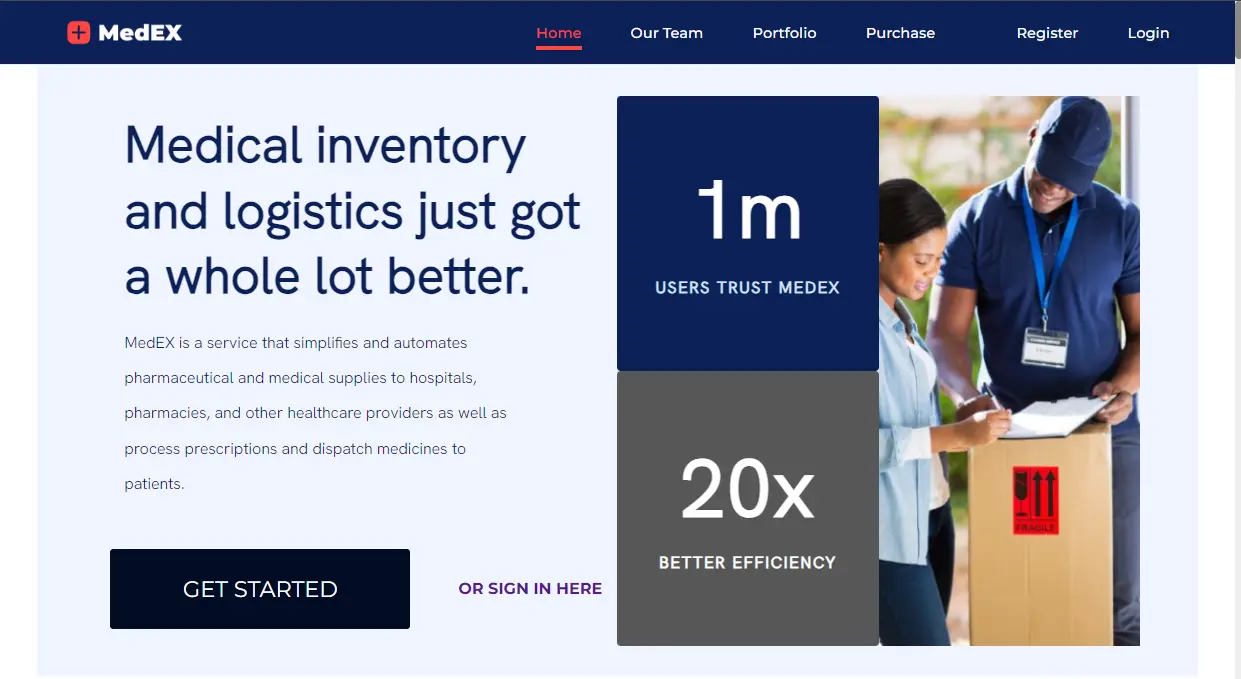 MedEX
Home
Our Team
Portfolio
Purchase
Register
Login
Medical inventory
and logistics just got
a whole lot better.
MedEX is a service that simplifies and automates
pharmaceutical and medical supplies to hospitals,
pharmacies, and other healthcare providers as well as
process prescriptions and dispatch medicines to
patients.
GET STARTED
OR SIGN IN HERE
1m
USERS TRUST MEDEX
20x
BETTER EFFICIENCY
FRAGILE